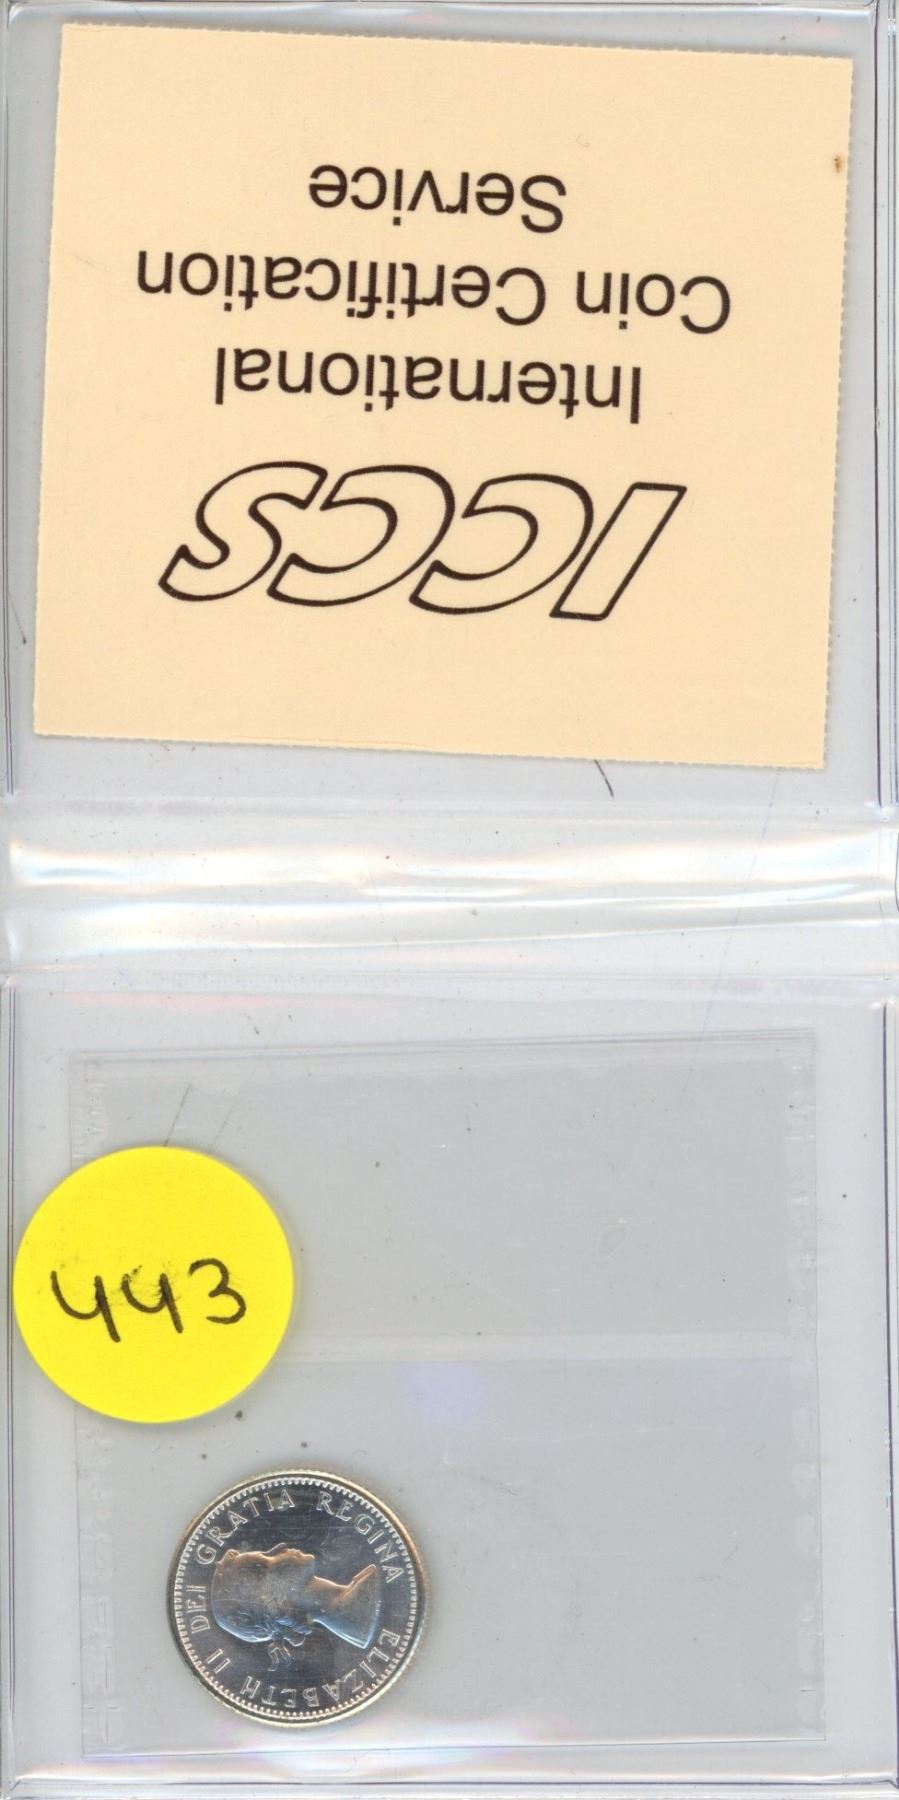 ICCS
International
Coin Certification
Service
443
ELIZABETH II DEI GRATIA REGINA